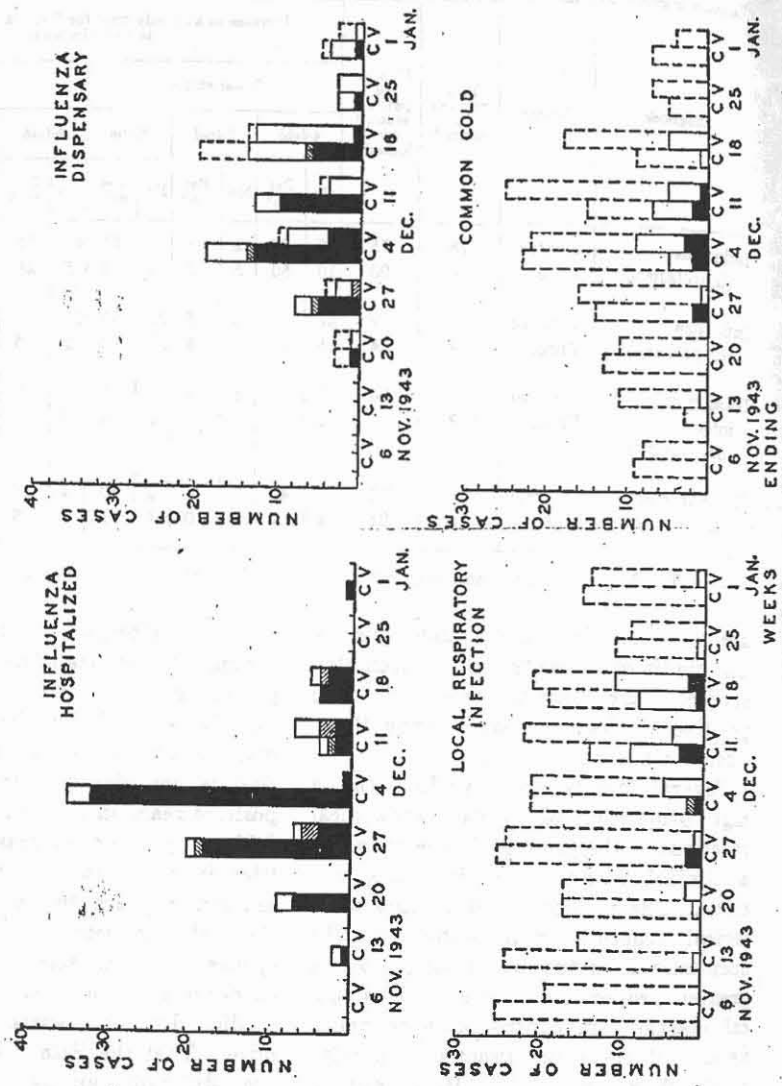 INFLUENZA
HOSPITALIZED
40
30
20
10
NUMBER OF CASES
C V C V C V C V C V C V C V C V C V
6 13 20 27 4 11 18 25 1
NOV. 1943 DEC. JAN.
INFLUENZA
DISPENSARY
40
30
20
10
NUMBER OF CASES
C V C V C V C V C V C V C V C V C V
6 13 20 27 4 11 18 25 1
NOV. 1943 DEC. JAN.
LOCAL RESPIRATORY
INFECTION
30
20
10
NUMBER OF CASES
C V C V C V C V C V C V C V C V C V
6 13 20 27 4 11 18 25 1
NOV. 1943 DEC. JAN.
COMMON COLD
30
20
10
NUMBER OF CASES
C V C V C V C V C V C V C V C V C V
6 13 20 27 4 11 18 25 1
NOV. 1943 DEC. JAN.
WEEKS ENDING